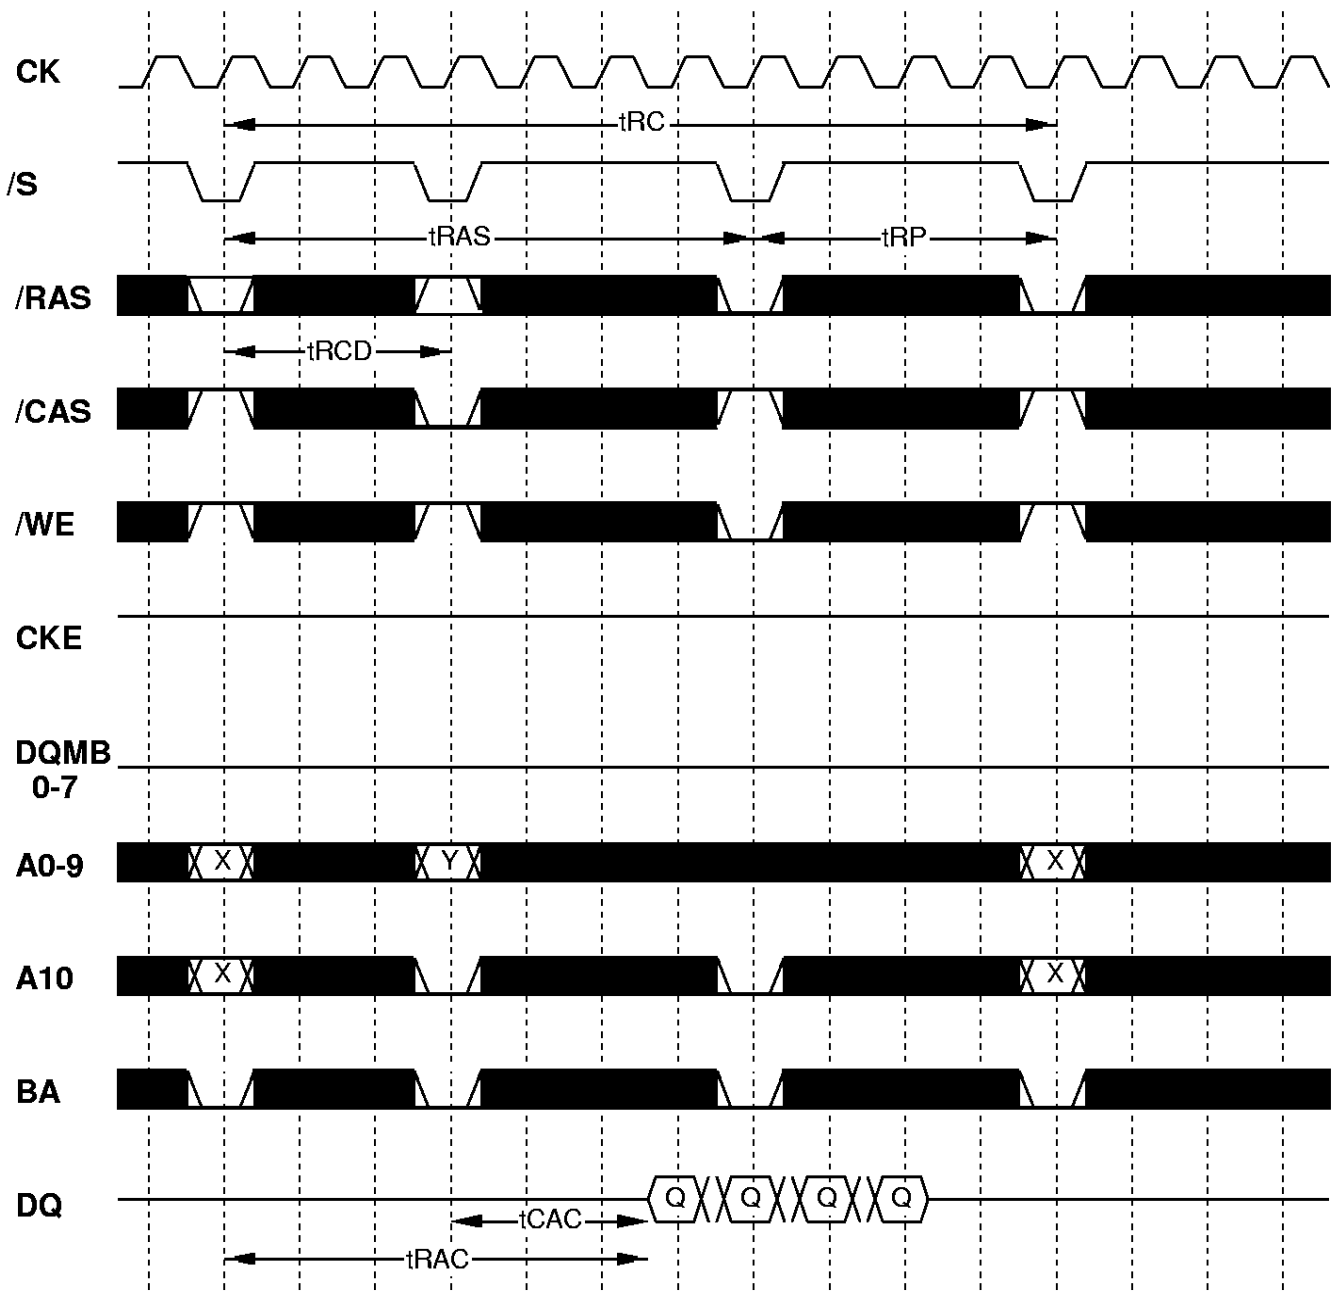 CK
tRC
/S
tRAS
tRP
/RAS
tRCD
/CAS
/WE
CKE
DQMB
0-7
A0-9 X Y X
A10 X X
BA
DQ Q Q Q Q
tCAC
tRAC